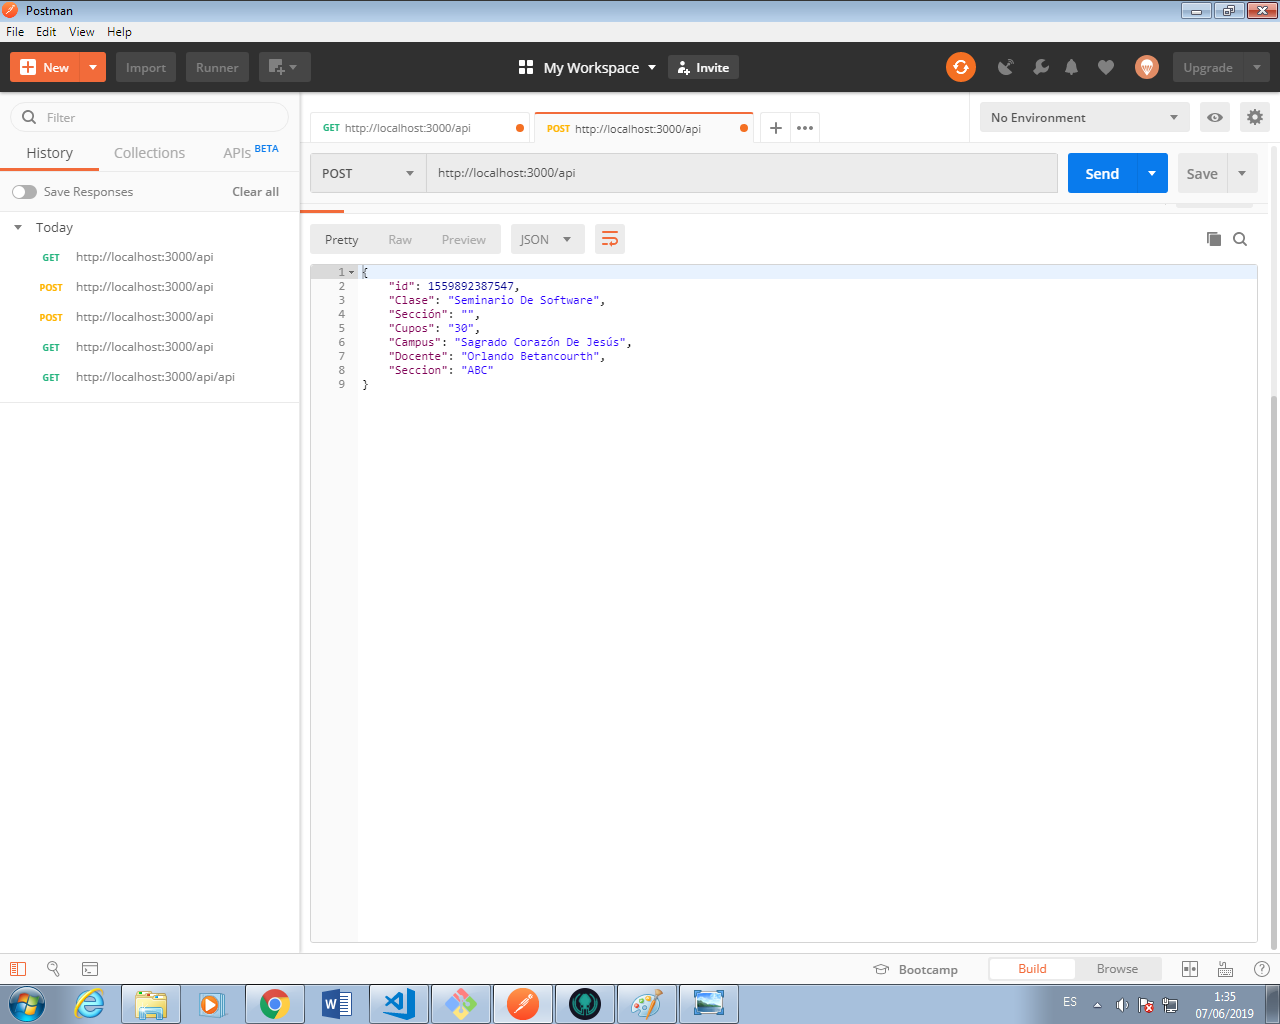 Postman
File Edit View Help
New Import Runner My Workspace Invite Upgrade
Filter
History Collections APIs BETA
Save Responses Clear all
Today
GET http://localhost:3000/api
POST http://localhost:3000/api
POST http://localhost:3000/api
GET http://localhost:3000/api
GET http://localhost:3000/api/api
GET http://localhost:3000/api POST http://localhost:3000/api No Environment
POST http://localhost:3000/api Send Save
Pretty Raw Preview JSON
1 {
2 "id": 1559892387547,
3 "Clase": "Seminario De Software",
4 "Sección": "",
5 "Cupos": "30",
6 "Campus": "Sagrado Corazón De Jesús",
7 "Docente": "Orlando Betancourth",
8 "Seccion": "ABC"
9 }
Bootcamp Build Browse
ES 1:35
07/06/2019